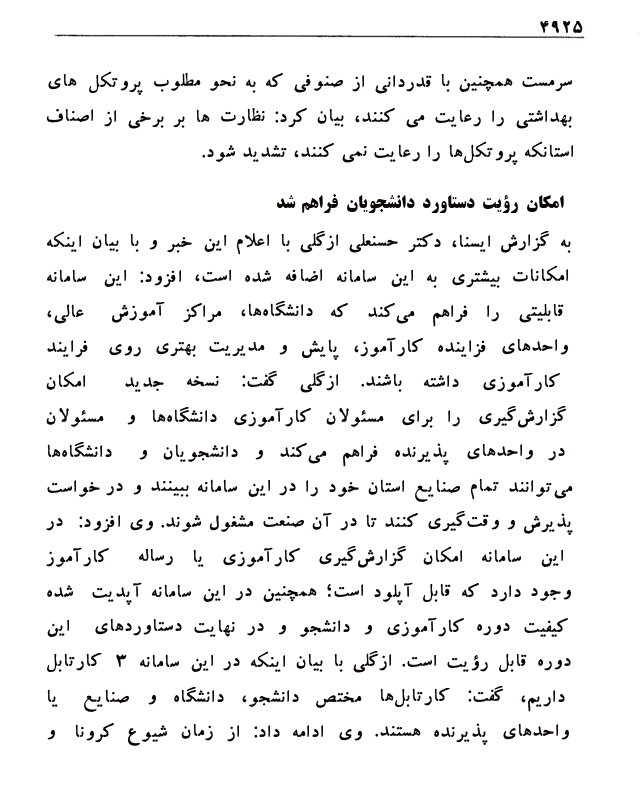 ۴۹۲۵
سرمست همچنین با قدردانی از صنوفی که به نحو مطلوب پروتکل های
بهداشتی را رعایت می کنند، بیان کرد: نظارت ها بر برخی از اصناف
استانکه پروتکل‌ها را رعایت نمی کنند، تشدید شود.
امکان رؤیت دستاورد دانشجویان فراهم شد
به گزارش ایسنا، دکتر حسنعلی ازگلی با اعلام این خبر و با بیان اینکه
امکانات بیشتری به این سامانه اضافه شده است، افزود: این سامانه
قابلیتی را فراهم می‌کند که دانشگاه‌ها، مراکز آموزش عالی،
واحدهای فزاینده کارآموز، پایش و مدیریت بهتری روی فرایند
کارآموزی داشته باشند. ازگلی گفت: نسخه جدید امکان
گزارش‌گیری را برای مسئولان کارآموزی دانشگاه‌ها و مسئولان
در واحدهای پذیرنده فراهم می‌کند و دانشجویان و دانشگاه‌ها
می‌توانند تمام صنایع استان خود را در این سامانه ببینند و در خواست
پذیرش و وقت‌گیری کنند تا در آن صنعت مشغول شوند. وی افزود: در
این سامانه امکان گزارش‌گیری کارآموزی یا رساله کارآموز
وجود دارد که قابل آپلود است؛ همچنین در این سامانه آپدیت شده
کیفیت دوره کارآموزی و دانشجو و در نهایت دستاوردهای این
دوره قابل رؤیت است. ازگلی با بیان اینکه در این سامانه ۳ کارتابل
داریم، گفت: کارتابل‌ها مختص دانشجو، دانشگاه و صنایع یا
واحدهای پذیرنده هستند. وی ادامه داد: از زمان شیوع کرونا و